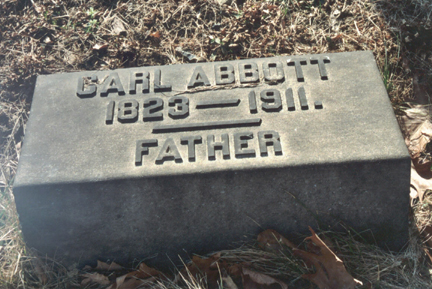 CARL ABBOTT
1823 — 1911.
FATHER